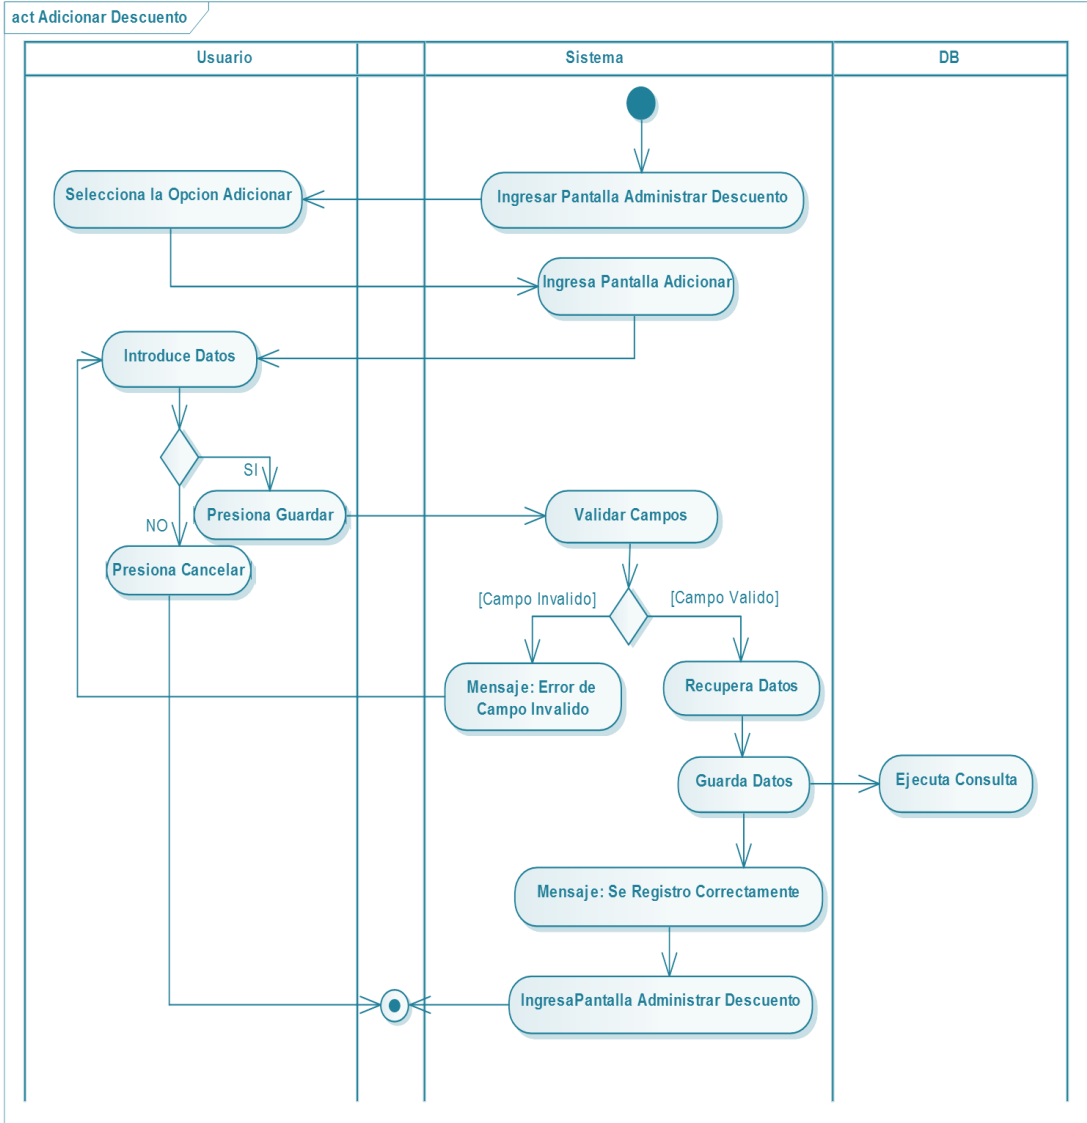 act Adicionar Descuento
Usuario
Sistema
DB
Selecciona la Opcion Adicionar
Ingresar Pantalla Administrar Descuento
Ingresa Pantalla Adicionar
Introduce Datos
SI
Presiona Guardar
Validar Campos
NO
Presiona Cancelar
[Campo Invalido]
[Campo Valido]
Mensaje: Error de
Campo Invalido
Recupera Datos
Guarda Datos
Ejecuta Consulta
Mensaje: Se Registro Correctamente
IngresaPantalla Administrar Descuento